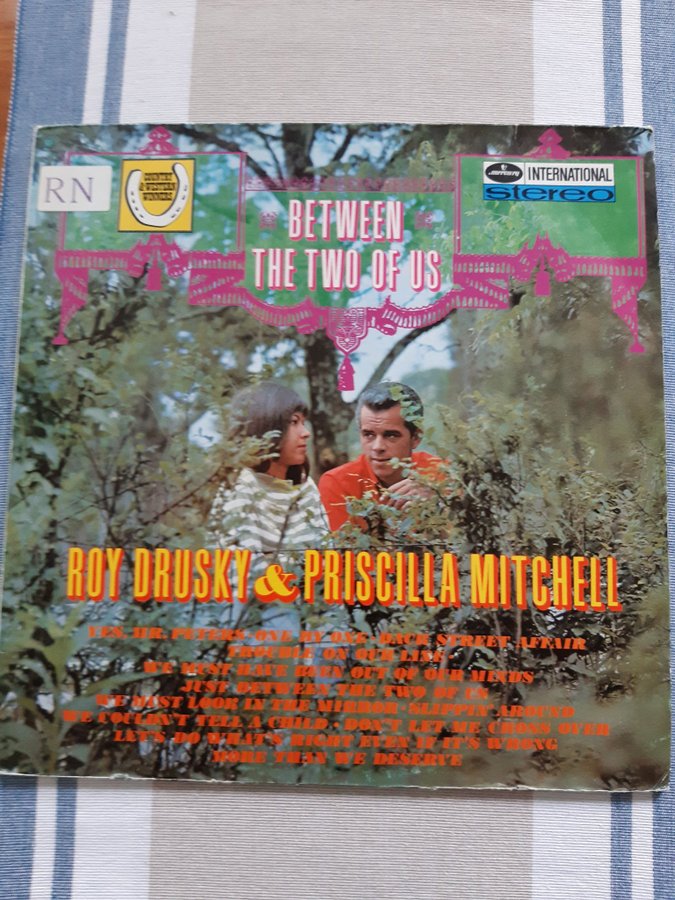 RN
COUNTRY
& WESTERN
WINNERS
mercury
INTERNATIONAL
stereo
BETWEEN
THE TWO OF US
ROY DRUSKY & PRISCILLA MITCHELL
YES, MR. PETERS · ONE BY ONE · BACK STREET AFFAIR
TROUBLE ON OUR LINE
WE MUST HAVE BEEN OUT OF OUR MINDS
JUST BETWEEN THE TWO OF US
WE MUST LOOK IN THE MIRROR · SLIPPIN' AROUND
WE COULDN'T TELL A CHILD · DON'T LET ME CROSS OVER
LET'S DO WHAT'S RIGHT EVEN IF IT'S WRONG
MORE THAN WE DESERVE